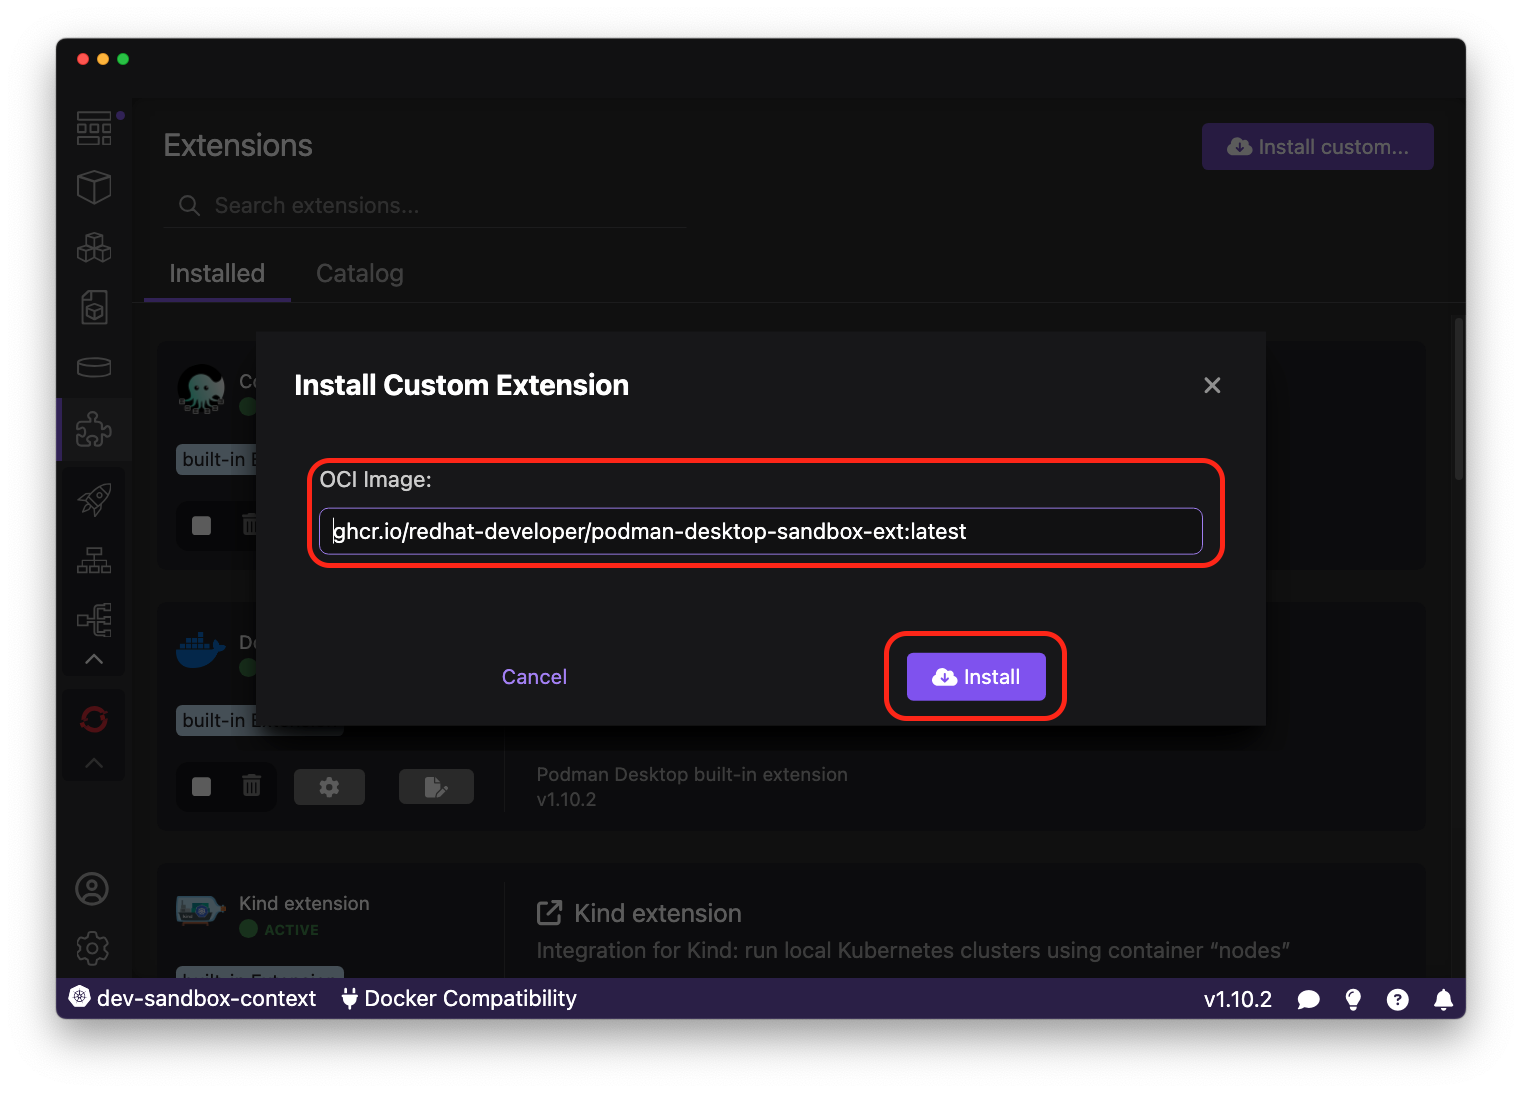 Extensions
Install custom...
Search extensions...
Installed
Catalog
Install Custom Extension
OCI Image:
ghcr.io/redhat-developer/podman-desktop-sandbox-ext:latest
Cancel
Install
built-in
built-in
Podman Desktop built-in extension
v1.10.2
Kind extension
ACTIVE
Kind extension
Integration for Kind: run local Kubernetes clusters using container “nodes”
built-in Extension
dev-sandbox-context
Docker Compatibility
v1.10.2